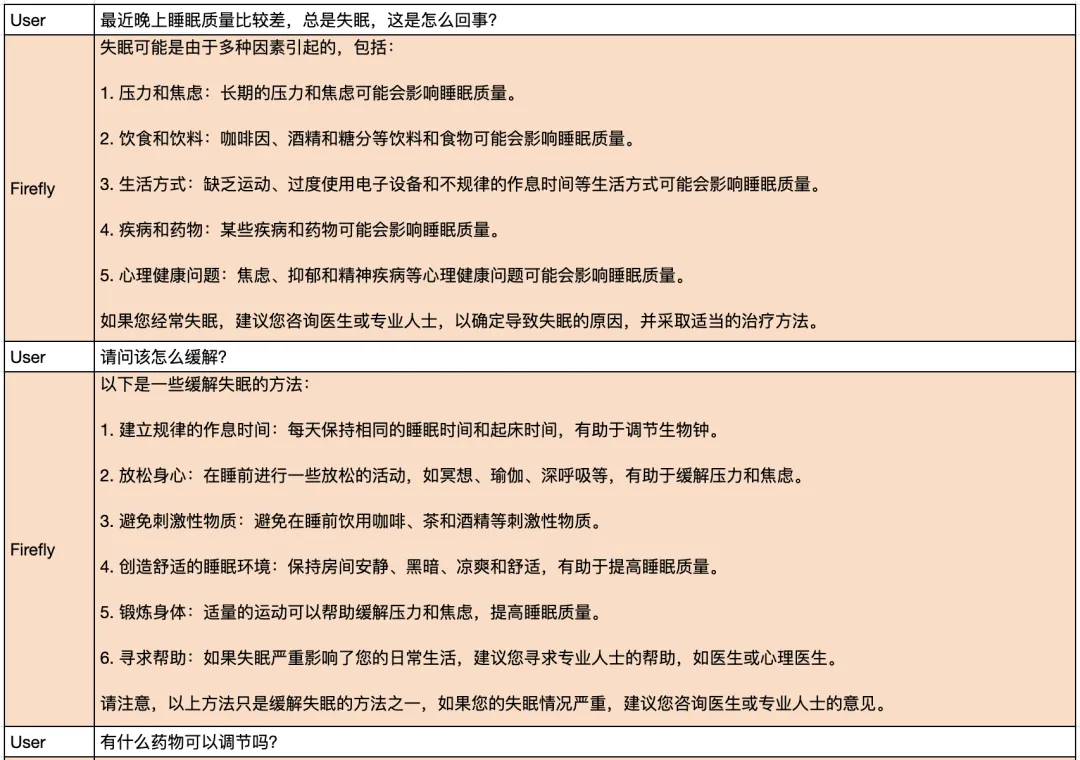 User
最近晚上睡眠质量比较差，总是失眠，这是怎么回事？
Firefly
失眠可能是由于多种因素引起的，包括：
1. 压力和焦虑：长期的压力和焦虑可能会影响睡眠质量。
2. 饮食和饮料：咖啡因、酒精和糖分等饮料和食物可能会影响睡眠质量。
3. 生活方式：缺乏运动、过度使用电子设备和不规律的作息时间等生活方式可能会影响睡眠质量。
4. 疾病和药物：某些疾病和药物可能会影响睡眠质量。
5. 心理健康问题：焦虑、抑郁和精神疾病等心理健康问题可能会影响睡眠质量。
如果您经常失眠，建议您咨询医生或专业人士，以确定导致失眠的原因，并采取适当的治疗方法。
User
请问该怎么缓解？
Firefly
以下是一些缓解失眠的方法：
1. 建立规律的作息时间：每天保持相同的睡眠时间和起床时间，有助于调节生物钟。
2. 放松身心：在睡前进行一些放松的活动，如冥想、瑜伽、深呼吸等，有助于缓解压力和焦虑。
3. 避免刺激性物质：避免在睡前饮用咖啡、茶和酒精等刺激性物质。
4. 创造舒适的睡眠环境：保持房间安静、黑暗、凉爽和舒适，有助于提高睡眠质量。
5. 锻炼身体：适量的运动可以帮助缓解压力和焦虑，提高睡眠质量。
6. 寻求帮助：如果失眠严重影响了您的日常生活，建议您寻求专业人士的帮助，如医生或心理医生。
请注意，以上方法只是缓解失眠的方法之一，如果您的失眠情况严重，建议您咨询医生或专业人士的意见。
User
有什么药物可以调节吗？